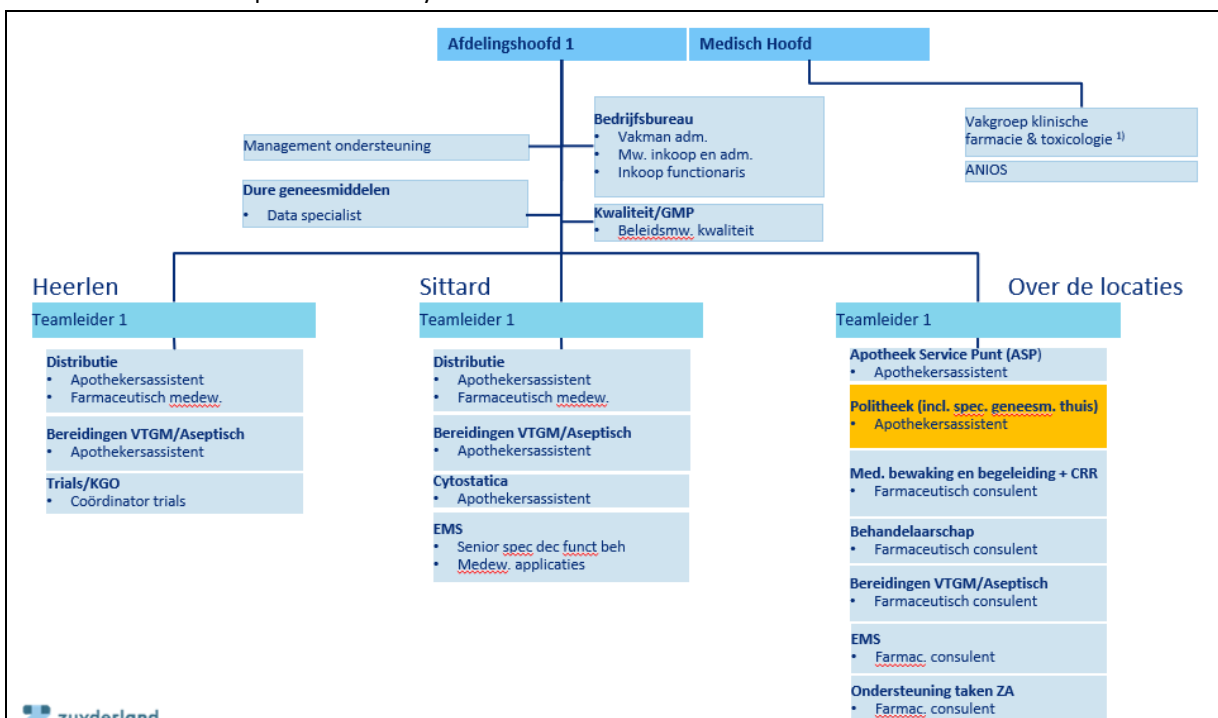 Afdelingshoofd 1
Medisch Hoofd
Management ondersteuning
Bedrijfsbureau
• Vakman adm.
• Mw. inkoop en adm.
• Inkoop functionaris
Vakgroep klinische
farmacie & toxicologie 1)
ANIOS
Dure geneesmiddelen
• Data specialist
Kwaliteit/GMP
• Beleidsmw. kwaliteit
Heerlen
Teamleider 1
Distributie
• Apothekersassistent
• Farmaceutisch medew.
Bereidingen VTGM/Aseptisch
• Apothekersassistent
Trials/KGO
• Coördinator trials
Sittard
Teamleider 1
Distributie
• Apothekersassistent
• Farmaceutisch medew.
Bereidingen VTGM/Aseptisch
• Apothekersassistent
Cytostatica
• Apothekersassistent
EMS
• Senior spec dec funct beh
• Medew. applicaties
Over de locaties
Teamleider 1
Apotheek Service Punt (ASP)
• Apothekersassistent
Politheek (incl. spec. geneesm. thuis)
• Apothekersassistent
Med. bewaking en begeleiding + CRR
• Farmaceutisch consulent
Behandelaarschap
• Farmaceutisch consulent
Bereidingen VTGM/Aseptisch
• Farmaceutisch consulent
EMS
• Farmac. consulent
Ondersteuning taken ZA
• Farmac. consulent
zuyderland